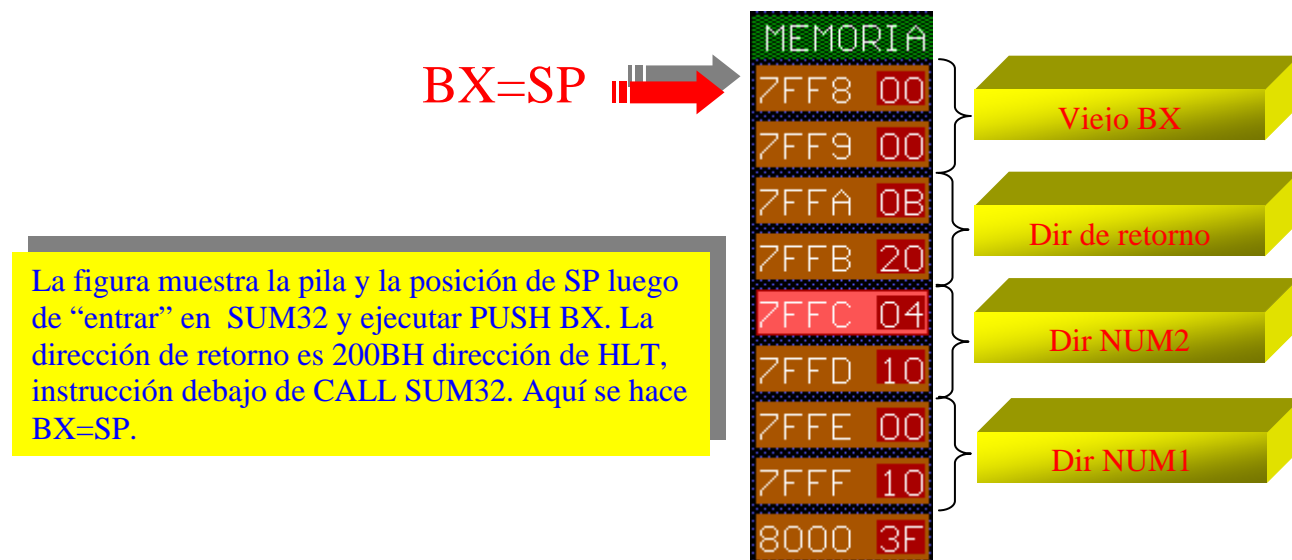 MEMORIA
BX=SP
7FF8 00
7FF9 00
Viejo BX
7FFA 0B
7FFB 20
Dir de retorno
7FFC 04
7FFD 10
Dir NUM2
7FFE 00
7FFF 10
Dir NUM1
8000 3F
La figura muestra la pila y la posición de SP luego
de “entrar” en SUM32 y ejecutar PUSH BX. La
dirección de retorno es 200BH dirección de HLT,
instrucción debajo de CALL SUM32. Aquí se hace
BX=SP.